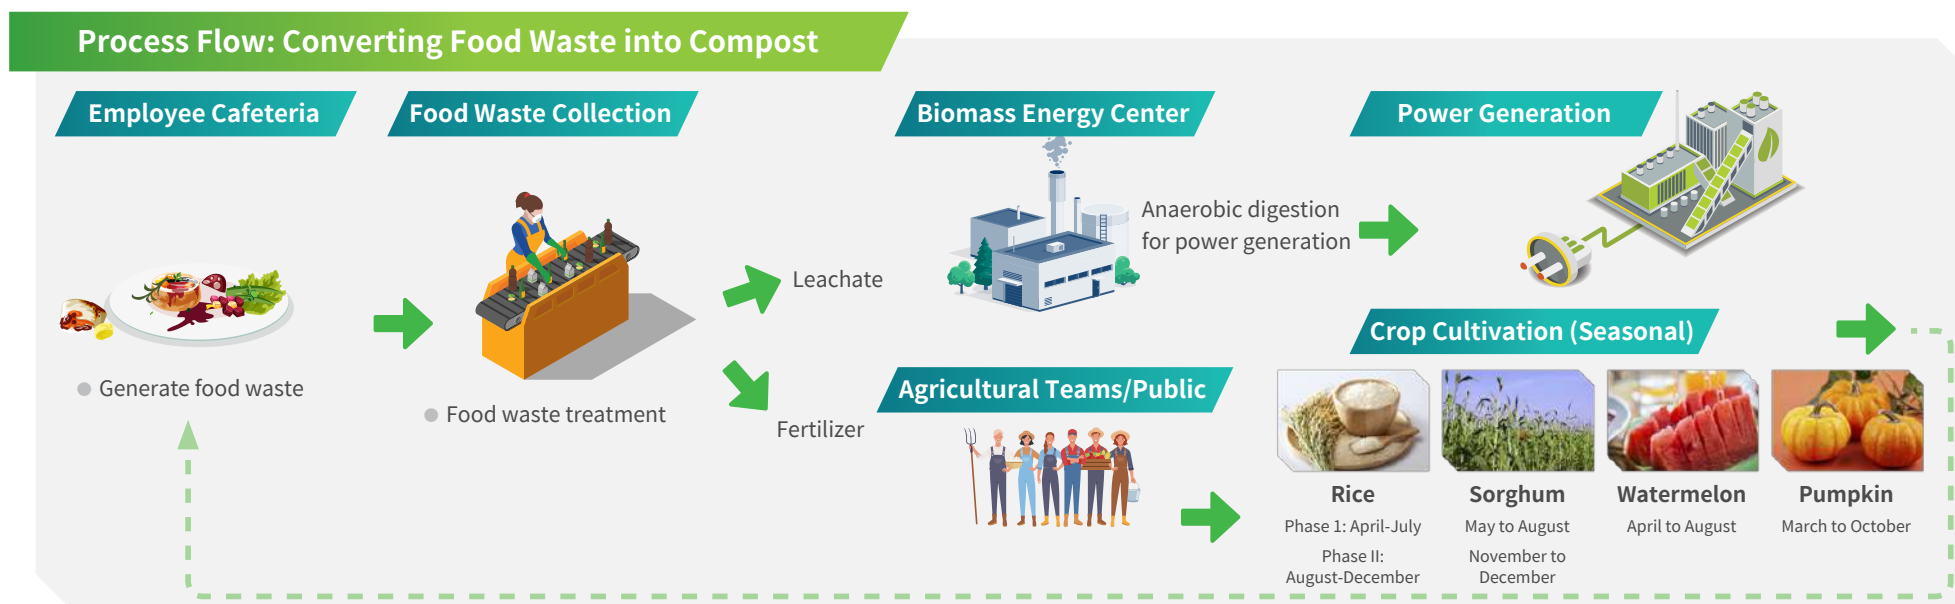 Process Flow: Converting Food Waste into Compost
Employee Cafeteria
Generate food waste
Food Waste Collection
Food waste treatment
Leachate
Fertilizer
Biomass Energy Center
Anaerobic digestion
for power generation
Power Generation
Agricultural Teams/Public
Crop Cultivation (Seasonal)
Rice
Phase 1: April-July
Phase II:
August-December
Sorghum
May to August
November to
December
Watermelon
April to August
Pumpkin
March to October